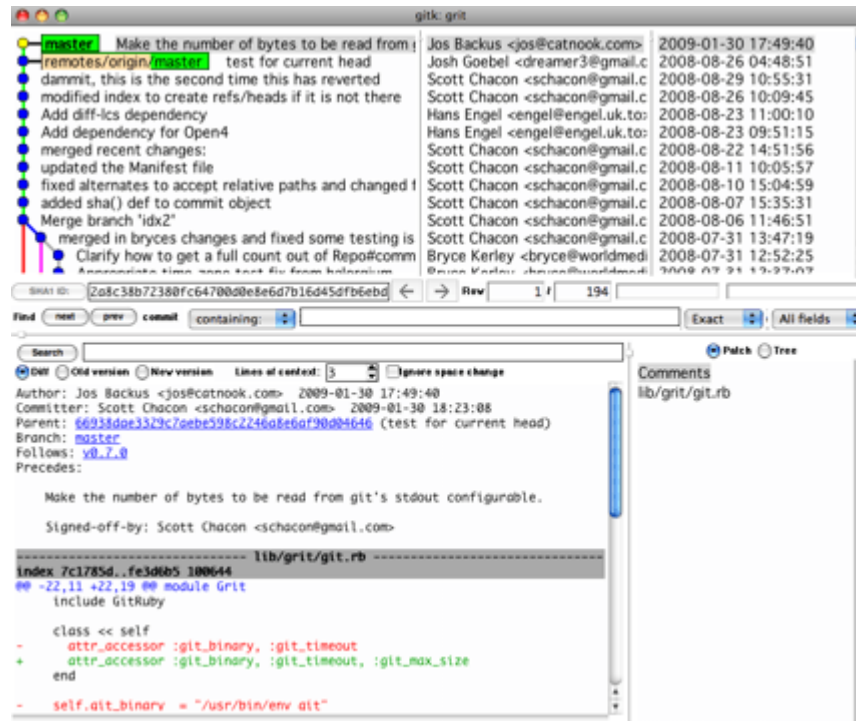 gitk: grit
master Make the number of bytes to be read from Jos Backus <jos@catnook.com> 2009-01-30 17:49:40
remotes/origin/master test for current head Josh Goebel <dreamer3@gmail.c 2008-08-26 04:48:51
dammit, this is the second time this has reverted Scott Chacon <schacon@gmail.c 2008-08-29 10:55:31
modified index to create refs/heads if it is not there Scott Chacon <schacon@gmail.c 2008-08-26 10:09:45
Add diff-lcs dependency Hans Engel <engel@engel.uk.to> 2008-08-23 11:00:10
Add dependency for Open4 Hans Engel <engel@engel.uk.to> 2008-08-23 09:51:15
merged recent changes: Scott Chacon <schacon@gmail.c 2008-08-22 14:51:56
updated the Manifest file Scott Chacon <schacon@gmail.c 2008-08-11 10:05:57
fixed alternates to accept relative paths and changed f Scott Chacon <schacon@gmail.c 2008-08-10 15:04:59
added sha() def to commit object Scott Chacon <schacon@gmail.c 2008-08-07 15:35:31
Merge branch 'idx2' Scott Chacon <schacon@gmail.c 2008-08-06 11:46:51
merged in bryces changes and fixed some testing is Scott Chacon <schacon@gmail.c 2008-07-31 13:47:19
Clarify how to get a full count out of Repo#comm Bryce Kerley <bryce@worldmedi 2008-07-31 12:52:25
SHA1 ID: 2a8c38b72380fc64700d0e8e6d7b16d45dfb6ebd Row 1 / 194
Find next prev commit containing: Exact All fields
Search
Diff Old version New version Lines of context: 3 Ignore space change
Patch Tree
Comments
lib/grit/git.rb
Author: Jos Backus <jos@catnook.com> 2009-01-30 17:49:40
Committer: Scott Chacon <schacon@gmail.com> 2009-01-30 18:23:08
Parent: 66938dae3329c7aebe598c2246a8e6af90d04646 (test for current head)
Branch: master
Follows: v0.7.0
Precedes:
Make the number of bytes to be read from git's stdout configurable.
Signed-off-by: Scott Chacon <schacon@gmail.com>
------------------------------ lib/grit/git.rb ------------------------------
index 7c1785d..fe3d6b5 100644
@@ -22,11 +22,19 @@ module Grit
include GitRuby
class << self
- attr_accessor :git_binary, :git_timeout
+ attr_accessor :git_binary, :git_timeout, :git_max_size
end
- self.git_binary = "/usr/bin/env git"